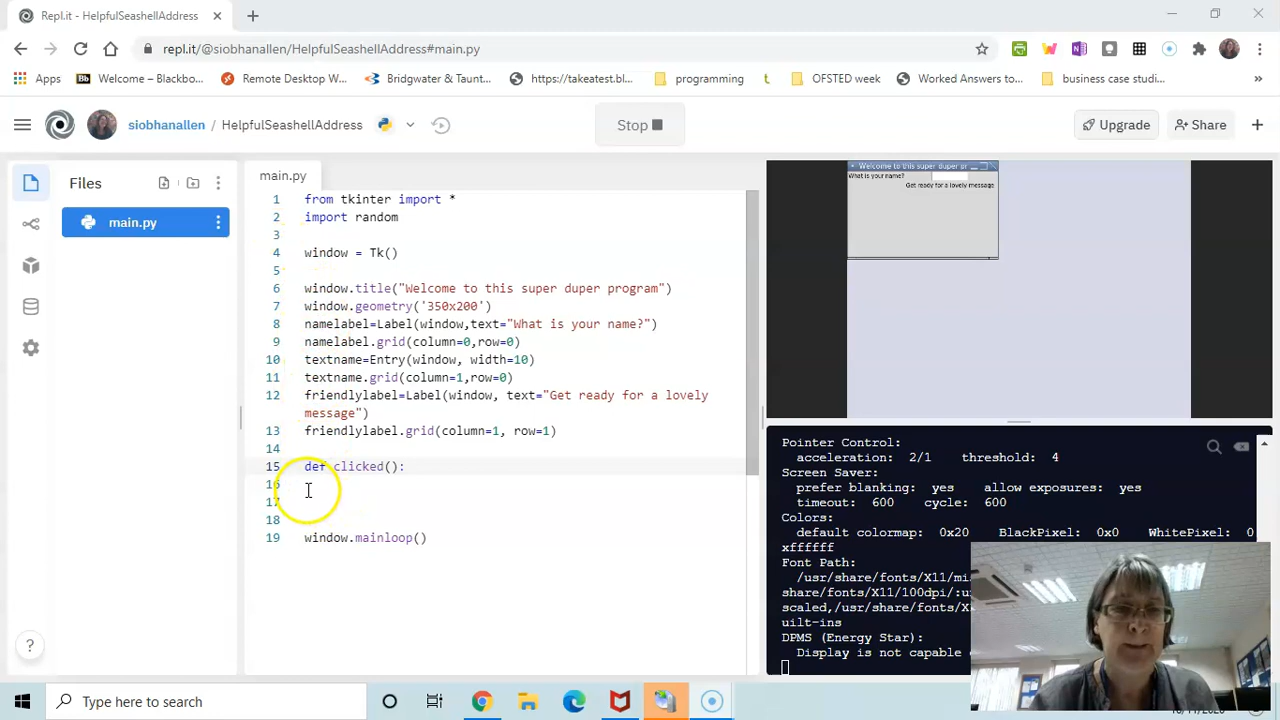 Repl.it - HelpfulSeashellAddress
repl.it/@siobhanallen/HelpfulSeashellAddress#main.py
Apps
Bb Welcome – Blackbo...
Remote Desktop W...
Bridgwater & Taunt...
https://takeatest.bl...
programming
OFSTED week
Worked Answers to...
business case studi...
siobhanallen / HelpfulSeashellAddress
Stop
Upgrade
Share
Files
main.py
main.py
1 from tkinter import *
2 import random
3
4 window = Tk()
5
6 window.title("Welcome to this super duper program")
7 window.geometry('350x200')
8 namelabel=Label(window,text="What is your name?")
9 namelabel.grid(column=0,row=0)
10 textname=Entry(window, width=10)
11 textname.grid(column=1,row=0)
12 friendlylabel=Label(window, text="Get ready for a lovely
message")
13 friendlylabel.grid(column=1, row=1)
14
15 def clicked():
16
17
18
19 window.mainloop()
Welcome to this super duper pr
What is your name?
Get ready for a lovely message
Pointer Control:
acceleration: 2/1 threshold: 4
Screen Saver:
prefer blanking: yes allow exposures: yes
timeout: 600 cycle: 600
Colors:
default colormap: 0x20 BlackPixel: 0x0 WhitePixel: 0
xffffff
Font Path:
/usr/share/fonts/X11/mi
share/fonts/X11/100dpi/:u
scaled,/usr/share/fonts/X
uilt-ins
DPMS (Energy Star):
Display is not capable
?
Type here to search